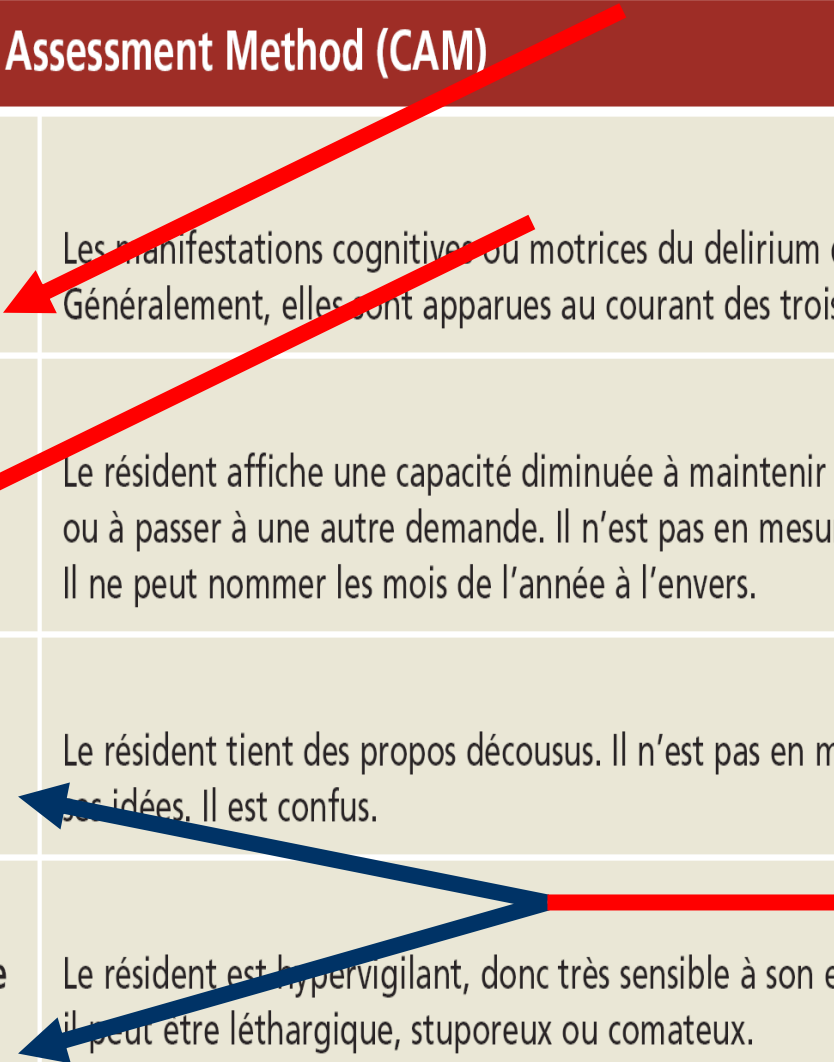 Assessment Method (CAM)
Les manifestations cognitives ou motrices du delirium
Généralement, elles sont apparues au courant des trois
Le résident affiche une capacité diminuée à maintenir
ou à passer à une autre demande. Il n’est pas en mesu
Il ne peut nommer les mois de l’année à l’envers.
Le résident tient des propos décousus. Il n’est pas en m
ses idées. Il est confus.
e Le résident est hypervigilant, donc très sensible à son e
il peut être léthargique, stuporeux ou comateux.